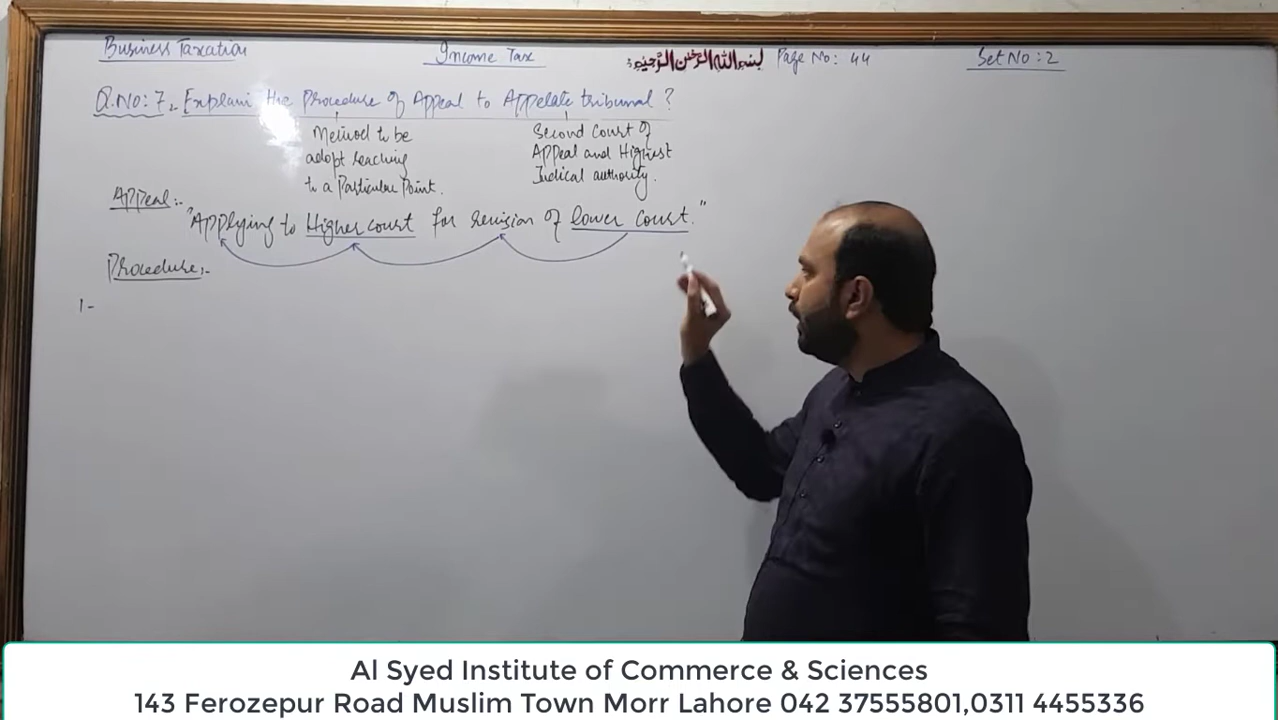 Business Taxation Income Tax بسم الله الرحمن الرحيم Page No: 44 Set No: 2
Q.No: 7. Explain the Procedure of Appeal to Appelate tribunal ?
Method to be
adopt reaching
to a Particular Point.
Second Court of
Appeal and Highest
Judical authority.
Appeal:-
"Applying to Higher court for revision of lower court."
Procedure:-
1-
Al Syed Institute of Commerce & Sciences
143 Ferozepur Road Muslim Town Morr Lahore 042 37555801,0311 4455336